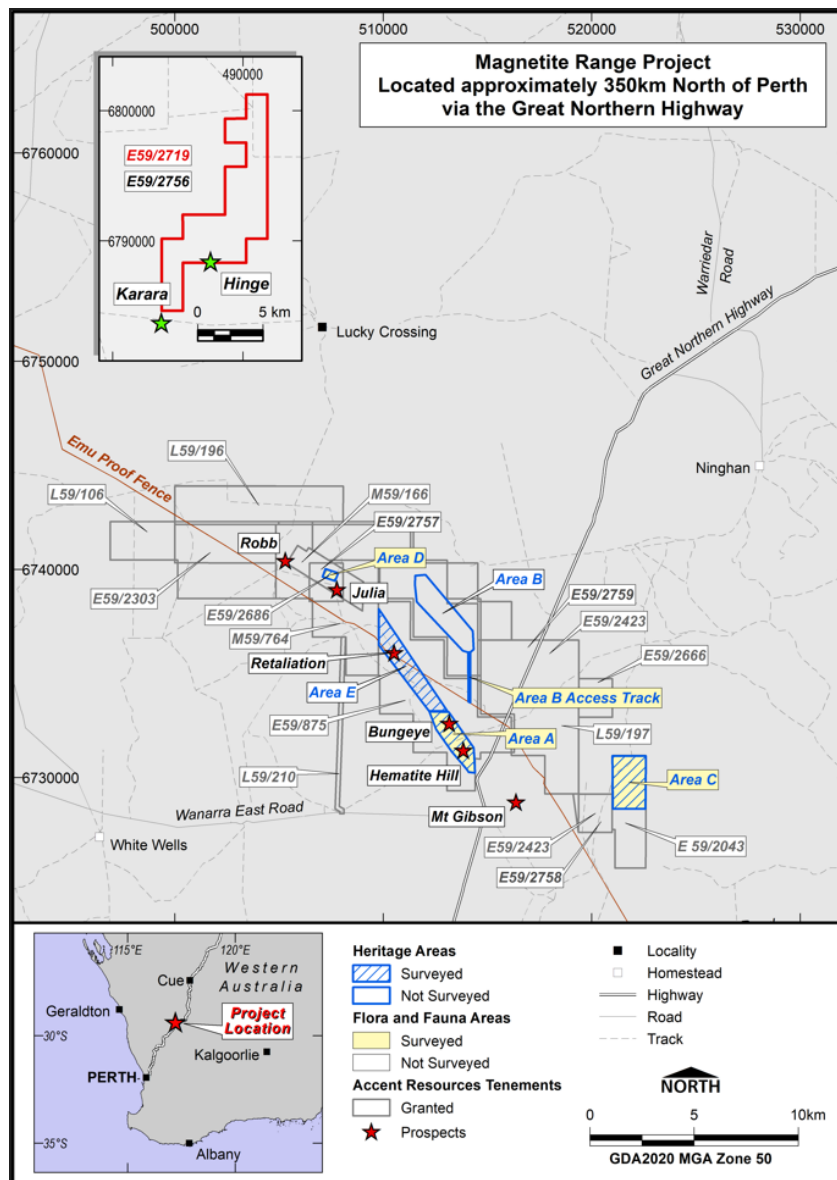 500000
510000
520000
530000
Magnetite Range Project
Located approximately 350km North of Perth
via the Great Northern Highway
490000
6800000
E59/2719
E59/2756
6790000
Karara
Hinge
0
5 km
6760000
Warriedar
Road
Great Northern Highway
Lucky Crossing
6750000
Emu Proof Fence
L59/196
Ninghan
L59/106
M59/166
E59/2757
Robb
Area D
6740000
Area B
Julia
E59/2303
E59/2759
E59/2686
E59/2423
M59/764
E59/2666
Retaliation
Area E
Area B Access Track
E59/875
Bungeye
Area A
L59/197
6730000
Hematite Hill
L59/210
Area C
Wanarra East Road
Mt Gibson
White Wells
E59/2423
E 59/2043
E59/2758
115°E
120°E
Western
Australia
Cue
Geraldton
Project
Location
30°S
Kalgoorlie
PERTH
35°S
Albany
Heritage Areas
Surveyed
Not Surveyed
Flora and Fauna Areas
Surveyed
Not Surveyed
Accent Resources Tenements
Granted
Prospects
Locality
Homestead
Highway
Road
Track
NORTH
0
5
10km
GDA2020 MGA Zone 50